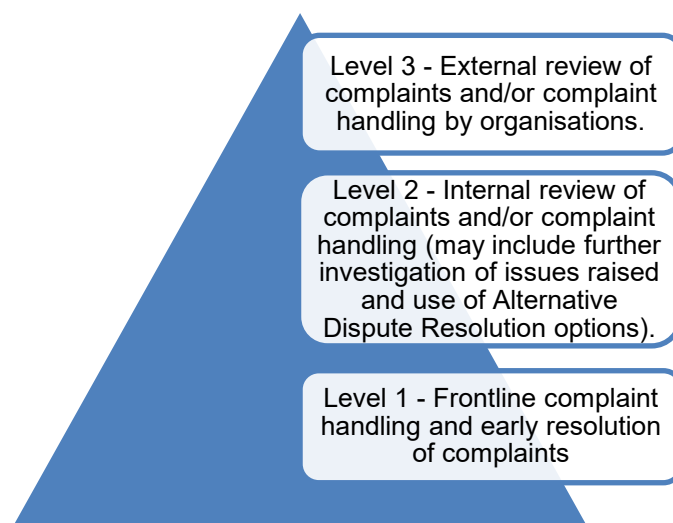 Level 3 - External review of
complaints and/or complaint
handling by organisations.
Level 2 - Internal review of
complaints and/or complaint
handling (may include further
investigation of issues raised
and use of Alternative
Dispute Resolution options).
Level 1 - Frontline complaint
handling and early resolution
of complaints